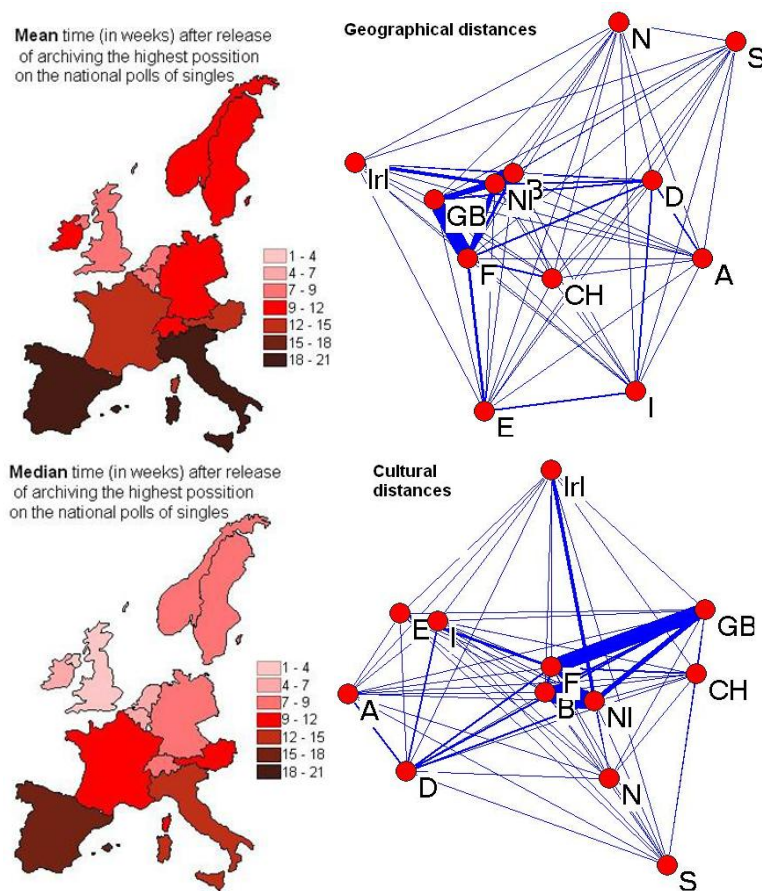 Mean time (in weeks) after release
of archiving the highest possition
on the national polls of singles
1 - 4
4 - 7
7 - 9
9 - 12
12 - 15
15 - 18
18 - 21
Geographical distances
N
S
Irl
B
Nl
D
GB
F
CH
A
I
E
Median time (in weeks) after release
of archiving the highest possition
on the national polls of singles
1 - 4
4 - 7
7 - 9
9 - 12
12 - 15
15 - 18
18 - 21
Cultural
distances
Irl
GB
E
I
F
CH
A
B
Nl
D
N
S